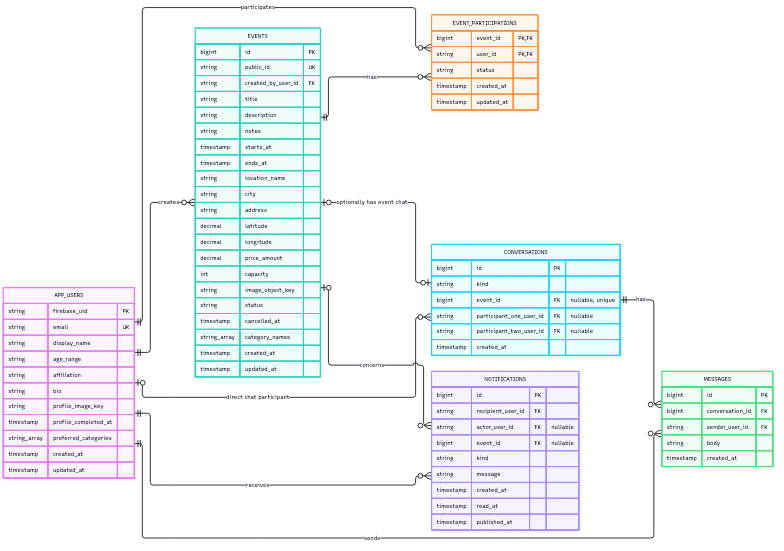 participates
EVENT_PARTICIPATIONS
bigint event_id PK,FK
string user_id PK,FK
string status
timestamp created_at
timestamp updated_at
EVENTS
bigint id PK
string public_id UK
string created_by_user_id FK
string title
string description
string notes
timestamp starts_at
timestamp ends_at
string location_name
string city
string address
decimal latitude
decimal longitude
decimal price_amount
int capacity
string image_object_key
string status
timestamp cancelled_at
string_array category_names
timestamp created_at
timestamp updated_at
has
creates
optionally has event chat
CONVERSATIONS
bigint id PK
string kind
bigint event_id FK nullable, unique
string participant_one_user_id FK nullable
string participant_two_user_id FK nullable
timestamp created_at
has
APP_USERS
string firebase_uid PK
string email UK
string display_name
string age_range
string affiliation
string bio
string profile_image_key
timestamp profile_completed_at
string_array preferred_categories
timestamp created_at
timestamp updated_at
concerns
direct chat participant
NOTIFICATIONS
bigint id PK
string recipient_user_id FK
string actor_user_id FK nullable
bigint event_id FK nullable
string kind
string message
timestamp created_at
timestamp read_at
timestamp published_at
MESSAGES
bigint id PK
bigint conversation_id FK
string sender_user_id FK
string body
timestamp created_at
receives
sends